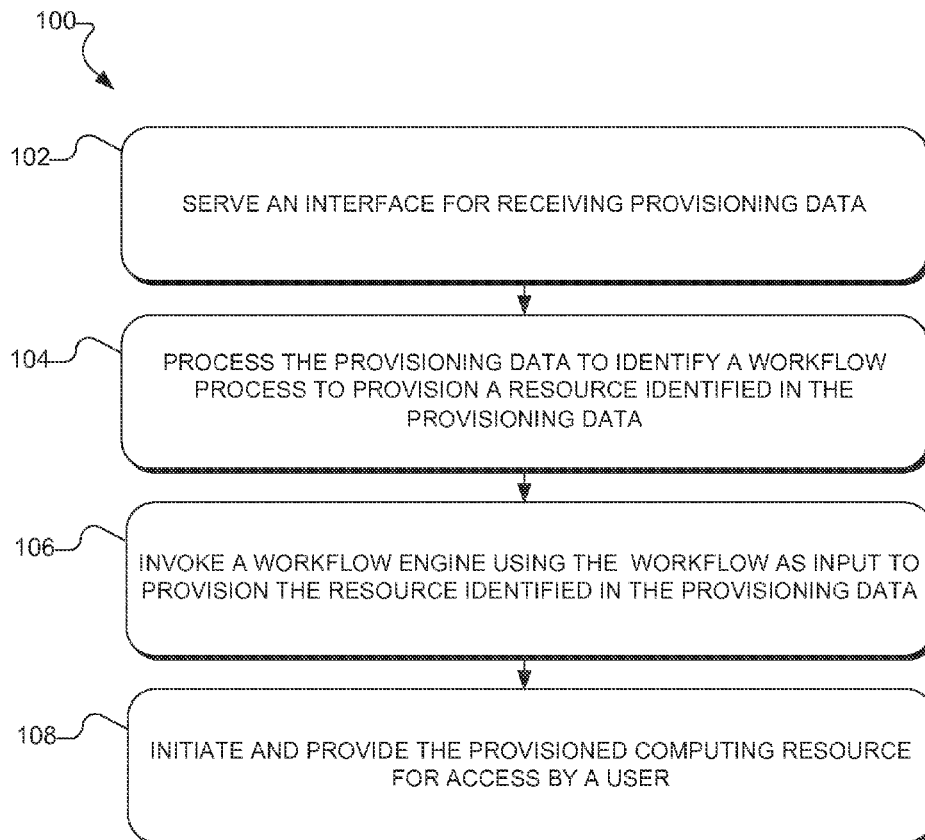 100
102
SERVE AN INTERFACE FOR RECEIVING PROVISIONING DATA
104
PROCESS THE PROVISIONING DATA TO IDENTIFY A WORKFLOW
PROCESS TO PROVISION A RESOURCE IDENTIFIED IN THE
PROVISIONING DATA
106
INVOKE A WORKFLOW ENGINE USING THE WORKFLOW AS INPUT TO
PROVISION THE RESOURCE IDENTIFIED IN THE PROVISIONING DATA
108
INITIATE AND PROVIDE THE PROVISIONED COMPUTING RESOURCE
FOR ACCESS BY A USER